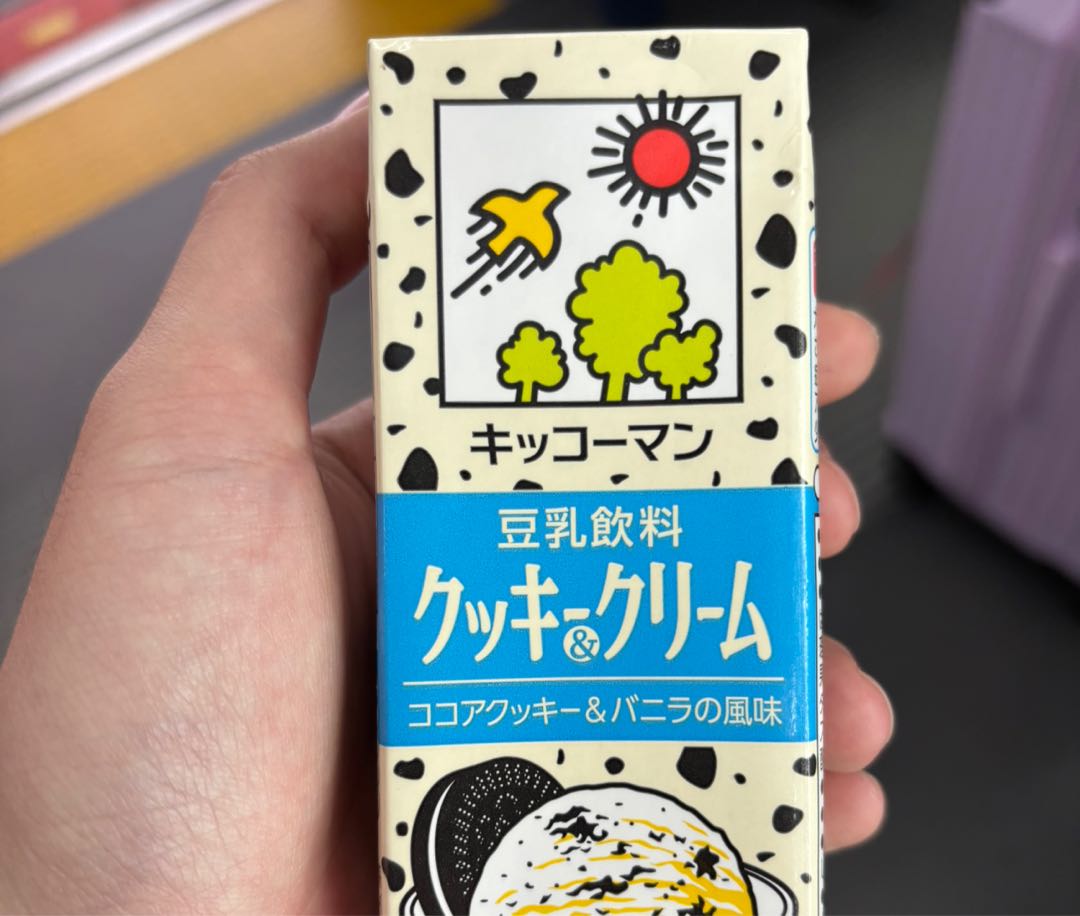 キッコーマン
豆乳飲料
クッキー&クリーム
ココアクッキー&バニラの風味